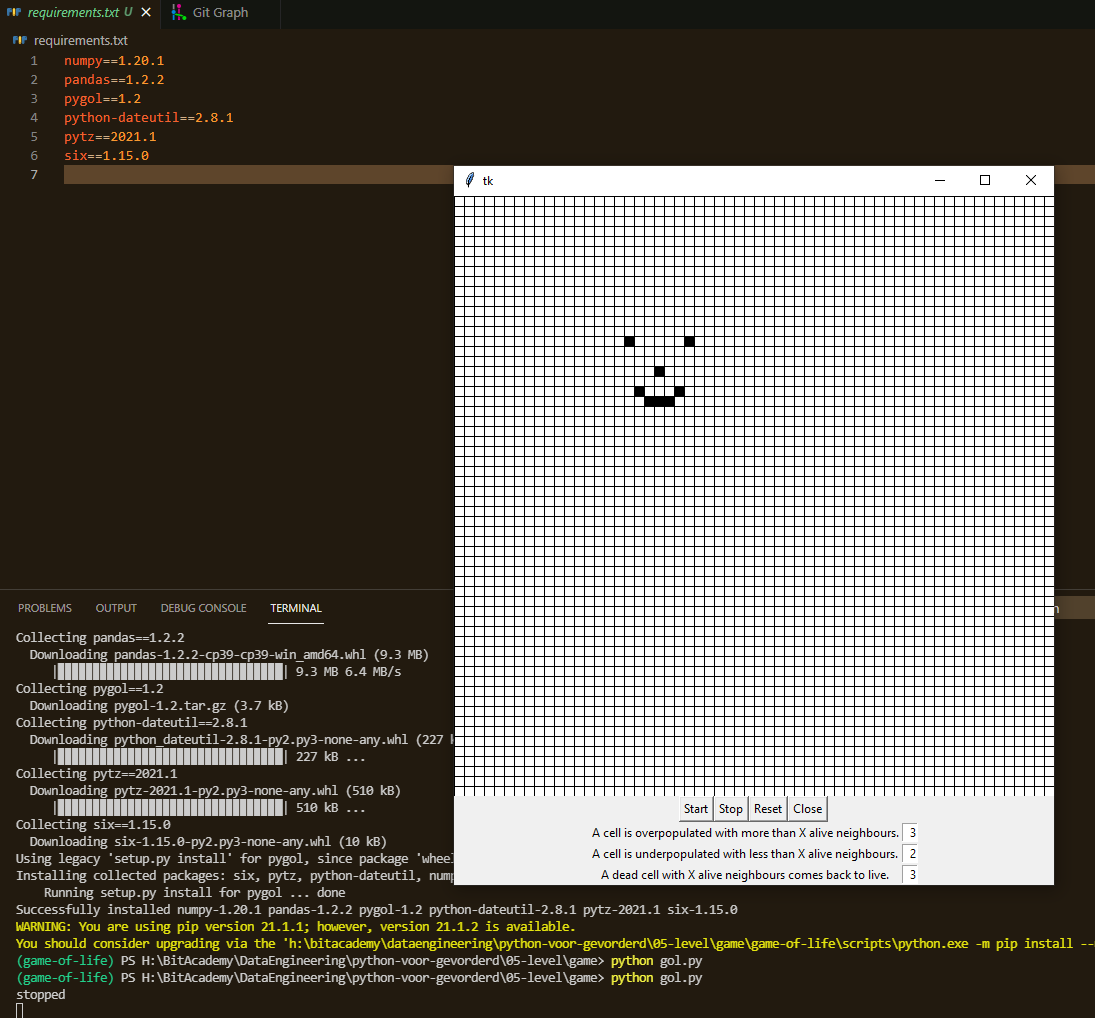 requirements.txt U
Git Graph
requirements.txt
1 numpy==1.20.1
2 pandas==1.2.2
3 pygol==1.2
4 python-dateutil==2.8.1
5 pytz==2021.1
6 six==1.15.0
7
tk
Start Stop Reset Close
A cell is overpopulated with more than X alive neighbours. 3
A cell is underpopulated with less than X alive neighbours. 2
A dead cell with X alive neighbours comes back to live. 3
PROBLEMS OUTPUT DEBUG CONSOLE TERMINAL
Collecting pandas==1.2.2
Downloading pandas-1.2.2-cp39-cp39-win_amd64.whl (9.3 MB)
|████████████████████████████████| 9.3 MB 6.4 MB/s
Collecting pygol==1.2
Downloading pygol-1.2.tar.gz (3.7 kB)
Collecting python-dateutil==2.8.1
Downloading python_dateutil-2.8.1-py2.py3-none-any.whl (227
|████████████████████████████████| 227 kB ...
Collecting pytz==2021.1
Downloading pytz-2021.1-py2.py3-none-any.whl (510 kB)
|████████████████████████████████| 510 kB ...
Collecting six==1.15.0
Downloading six-1.15.0-py2.py3-none-any.whl (10 kB)
Using legacy 'setup.py install' for pygol, since package 'wheel
Installing collected packages: six, pytz, python-dateutil, num
Running setup.py install for pygol ... done
Successfully installed numpy-1.20.1 pandas-1.2.2 pygol-1.2 python-dateutil-2.8.1 pytz-2021.1 six-1.15.0
WARNING: You are using pip version 21.1.1; however, version 21.1.2 is available.
You should consider upgrading via the 'h:\bitacademy\dataengineering\python-voor-gevorderd\05-level\game\game-of-life\scripts\python.exe -m pip install --
(game-of-life) PS H:\BitAcademy\DataEngineering\python-voor-gevorderd\05-level\game> python gol.py
(game-of-life) PS H:\BitAcademy\DataEngineering\python-voor-gevorderd\05-level\game> python gol.py
stopped